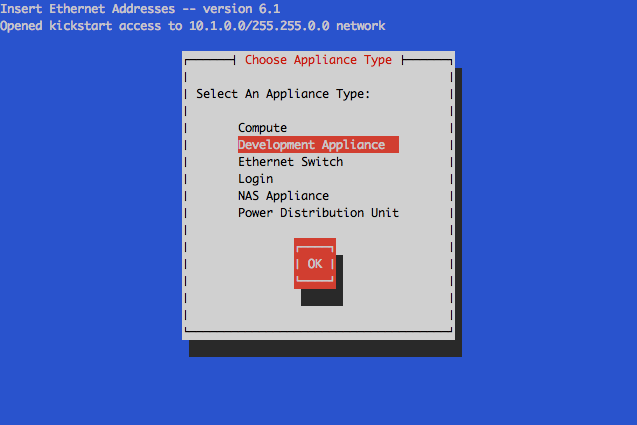 Insert Ethernet Addresses -- version 6.1
Opened kickstart access to 10.1.0.0/255.255.0.0 network
Choose Appliance Type
Select An Appliance Type:
Compute
Development Appliance
Ethernet Switch
Login
NAS Appliance
Power Distribution Unit
OK